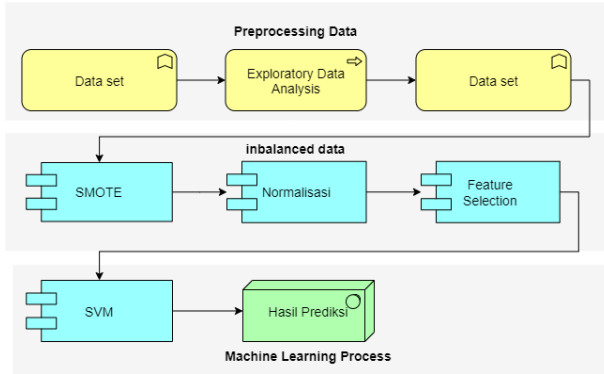 Preprocessing Data
Data set
Exploratory Data
Analysis
Data set
inbalanced data
SMOTE
Normalisasi
Feature
Selection
SVM
Hasil Prediksi
Machine Learning Process